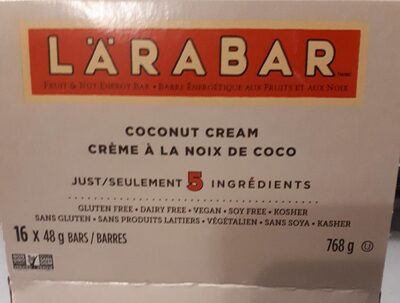 LÄRABAR
FRUIT & NUT ENERGY BAR • BARRE ÉNERGÉTIQUE AUX FRUITS ET AUX NOIX
COCONUT CREAM
CRÈME À LA NOIX DE COCO
JUST/SEULEMENT 5 INGRÉDIENTS
GLUTEN FREE • DAIRY FREE • VEGAN • SOY FREE • KOSHER
SANS GLUTEN • SANS PRODUITS LAITIERS • VÉGÉTALIEN • SANS SOYA • KASHER
16 x 48 g BARS / BARRES 768 g